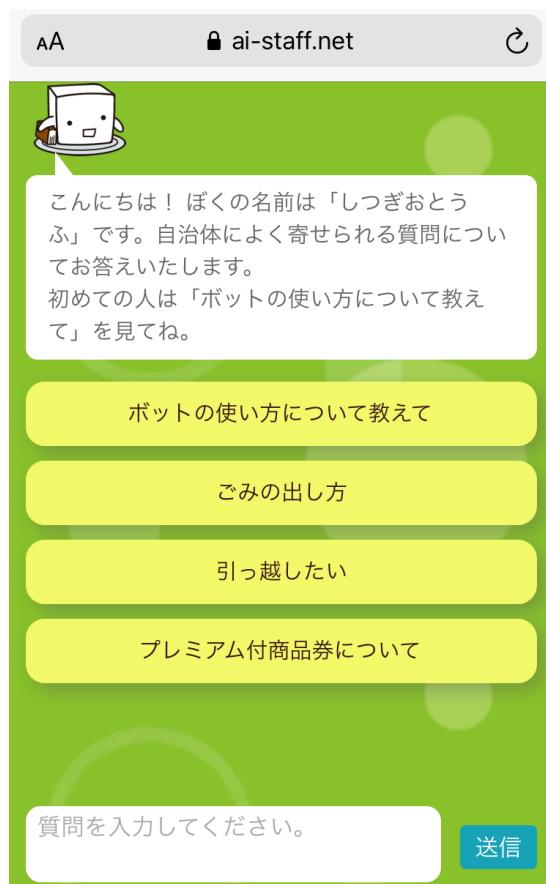 AA
ai-staff.net
こんにちは！ ぼくの名前は「しつぎおとう
ふ」です。自治体によく寄せられる質問につい
てお答えいたします。
初めての人は「ボットの使い方について教え
て」を見てね。
ボットの使い方について教えて
ごみの出し方
引っ越したい
プレミアム付商品券について
質問を入力してください。
送信